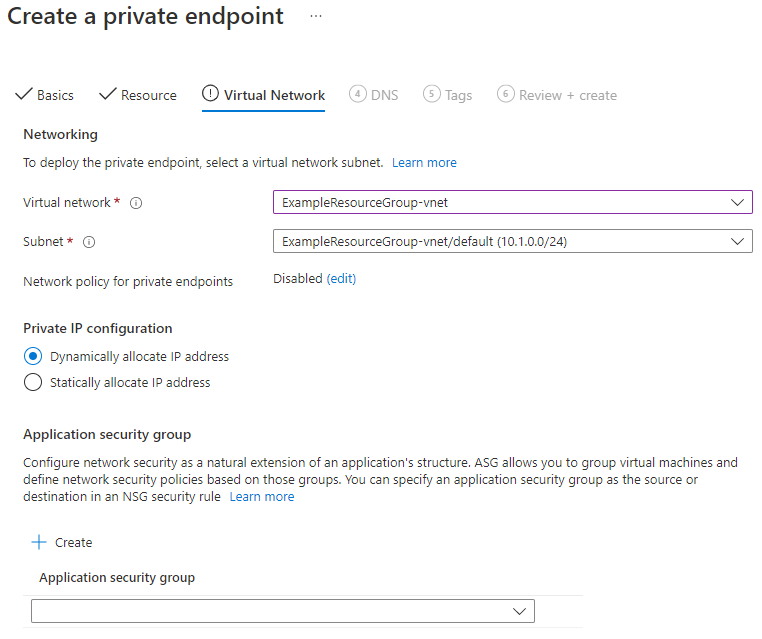 Create a private endpoint ...
Basics Resource Virtual Network 4 DNS 5 Tags 6 Review + create
Networking
To deploy the private endpoint, select a virtual network subnet. Learn more
Virtual network * ExampleResourceGroup-vnet
Subnet * ExampleResourceGroup-vnet/default (10.1.0.0/24)
Network policy for private endpoints Disabled (edit)
Private IP configuration
Dynamically allocate IP address
Statically allocate IP address
Application security group
Configure network security as a natural extension of an application's structure. ASG allows you to group virtual machines and
define network security policies based on those groups. You can specify an application security group as the source or
destination in an NSG security rule Learn more
+ Create
Application security group